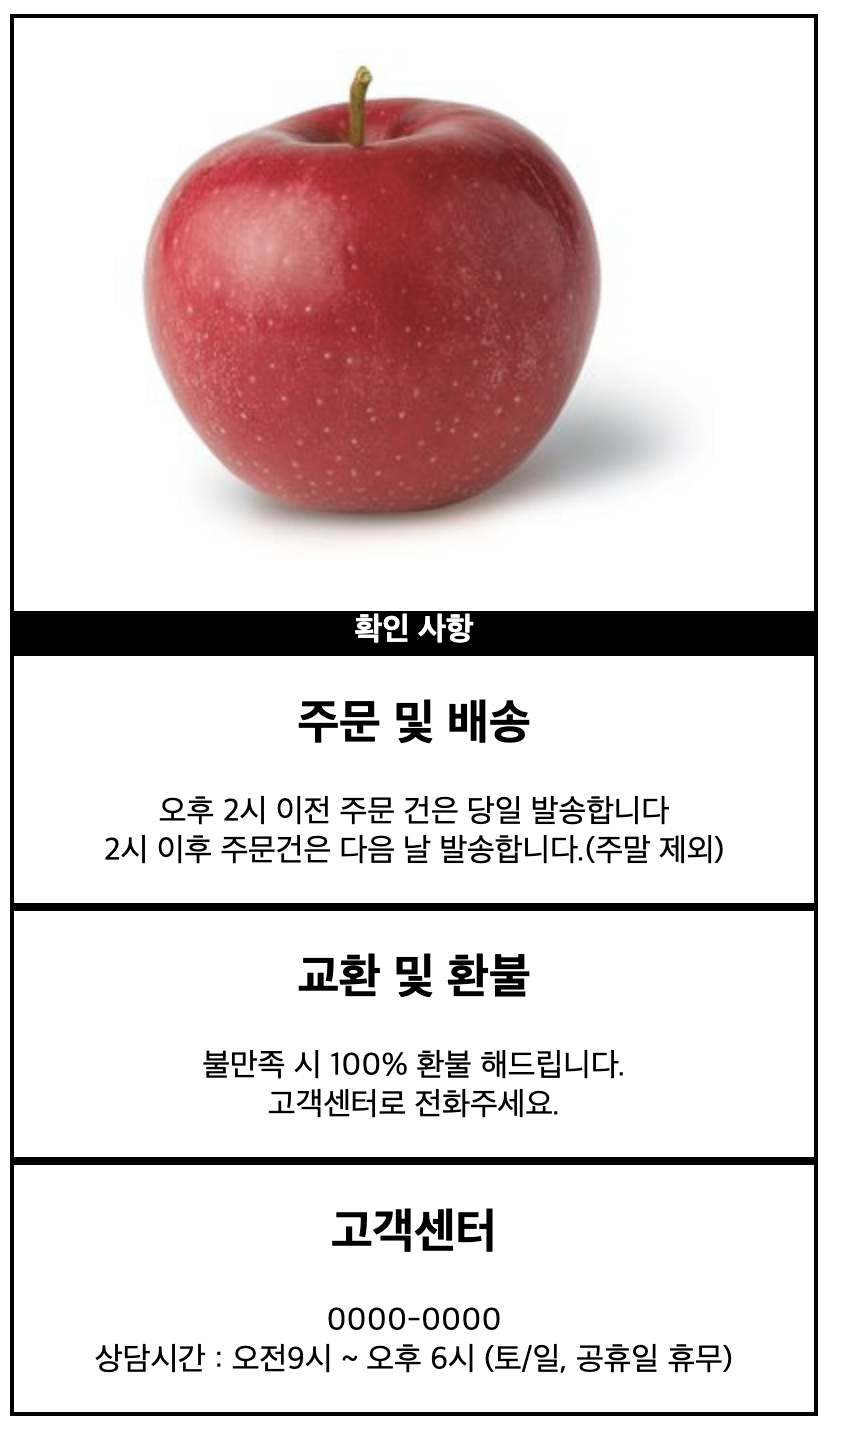 확인 사항
주문 및 배송
오후 2시 이전 주문 건은 당일 발송합니다
2시 이후 주문건은 다음 날 발송합니다.(주말 제외)
교환 및 환불
불만족 시 100% 환불 해드립니다.
고객센터로 전화주세요.
고객센터
0000-0000
상담시간 : 오전9시 ~ 오후 6시 (토/일, 공휴일 휴무)